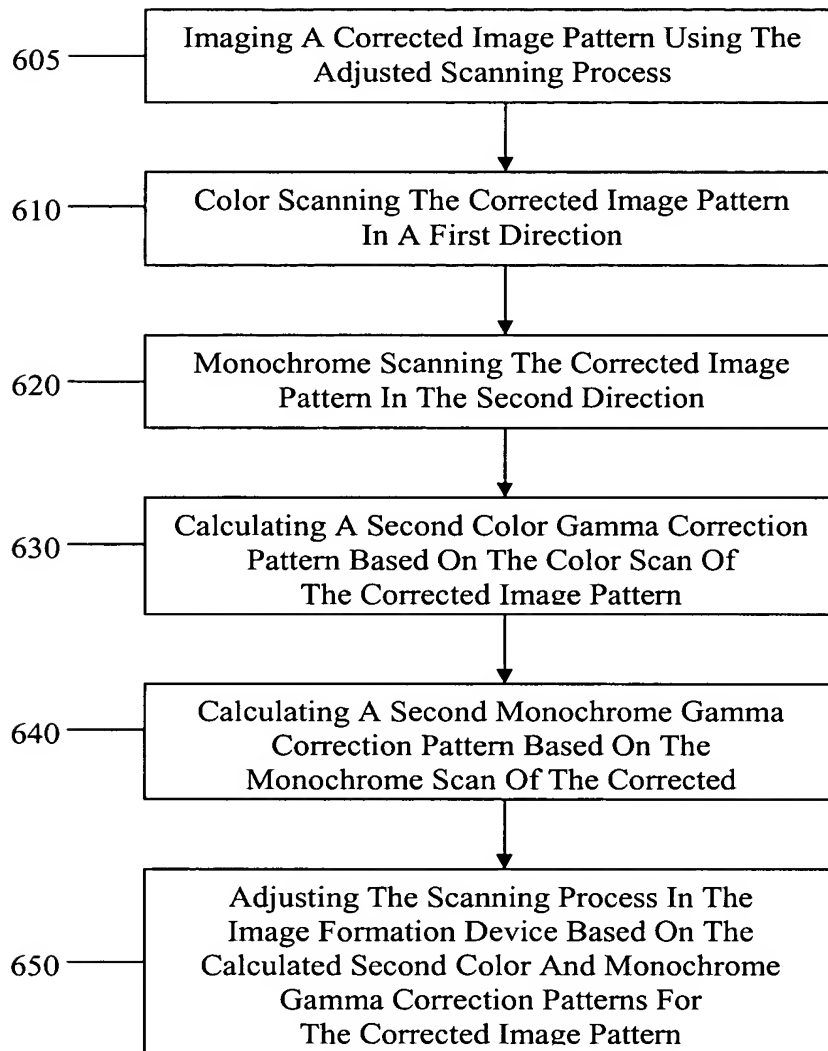 605
Imaging A Corrected Image Pattern Using The
Adjusted Scanning Process
610
Color Scanning The Corrected Image Pattern
In A First Direction
620
Monochrome Scanning The Corrected Image
Pattern In The Second Direction
630
Calculating A Second Color Gamma Correction
Pattern Based On The Color Scan Of
The Corrected Image Pattern
640
Calculating A Second Monochrome Gamma
Correction Pattern Based On The
Monochrome Scan Of The Corrected
650
Adjusting The Scanning Process In The
Image Formation Device Based On The
Calculated Second Color And Monochrome
Gamma Correction Patterns For
The Corrected Image Pattern